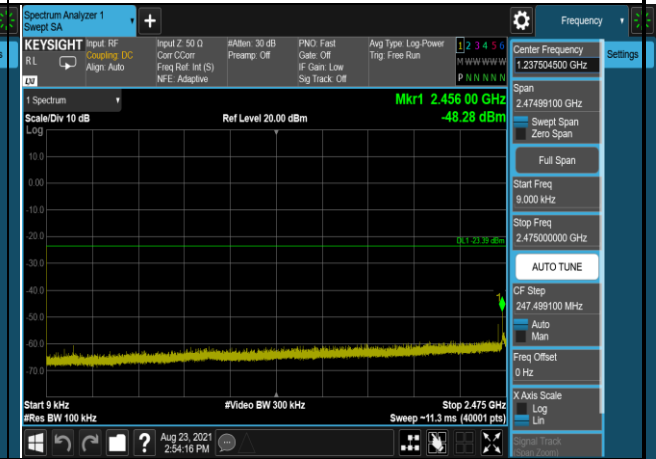 Spectrum Analyzer 1
Swept SA
+
Frequency
Settings
s
KEYSIGHT
RL
LXI
Input: RF
Coupling: DC
Align: Auto
Input Z: 50 Ω
Corr CCorr
Freq Ref: Int (S)
NFE: Adaptive
#Atten: 30 dB
Preamp: Off
PNO: Fast
Gate: Off
IF Gain: Low
Sig Track: Off
Avg Type: Log-Power
Trig: Free Run
1 2 3 4 5 6
M W W W W W
P N N N N N
1 Spectrum
Scale/Div 10 dB
Ref Level 20.00 dBm
Mkr1 2.456 00 GHz
-48.28 dBm
Log
10.0
0.00
-10.0
-20.0
-30.0
-40.0
-50.0
-60.0
-70.0
DL1 -23.39 dBm
1
Start 9 kHz
#Video BW 300 kHz
Stop 2.475 GHz
#Res BW 100 kHz
Sweep ~11.3 ms (40001 pts)
?
Aug 23, 2021
2:54:16 PM
Center Frequency
1.237504500 GHz
Span
2.47499100 GHz
Swept Span
Zero Span
Full Span
Start Freq
9.000 kHz
Stop Freq
2.475000000 GHz
AUTO TUNE
CF Step
247.499100 MHz
Auto
Man
Freq Offset
0 Hz
X Axis Scale
Log
Lin
Signal Track
(Span Zoom)